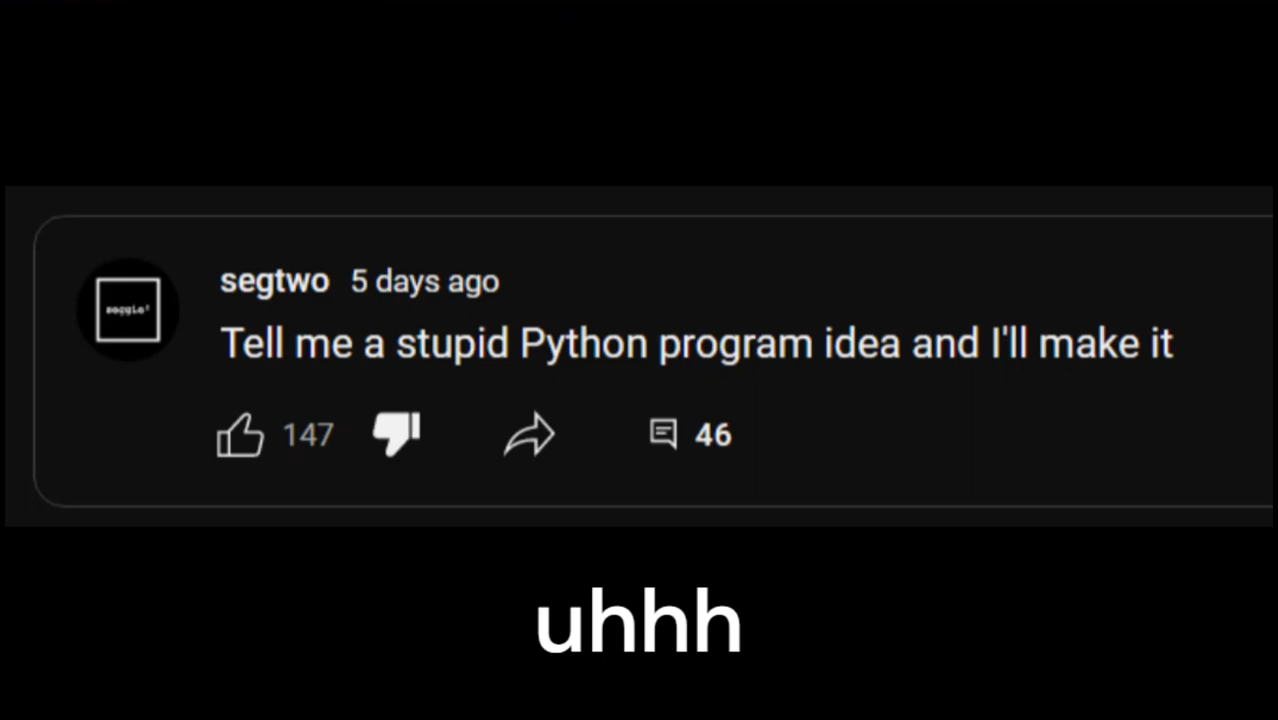 segtwo 5 days ago
Tell me a stupid Python program idea and I'll make it
147 46
uhhh